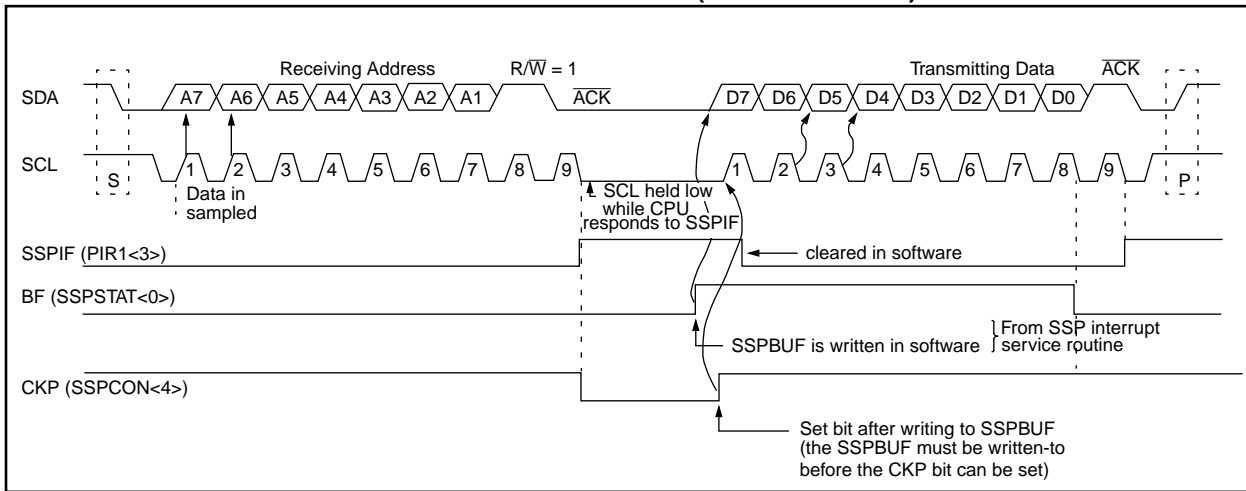 Receiving Address
R/W = 1
Transmitting Data
ACK
SDA
A7 A6 A5 A4 A3 A2 A1
ACK
D7 D6 D5 D4 D3 D2 D1 D0
SCL
S
1 2 3 4 5 6 7 8 9
1 2 3 4 5 6 7 8 9
P
Data in
sampled
SCL held low
while CPU
responds to SSPIF
SSPIF (PIR1<3>)
cleared in software
BF (SSPSTAT<0>)
SSPBUF is written in software
From SSP interrupt
service routine
CKP (SSPCON<4>)
Set bit after writing to SSPBUF
(the SSPBUF must be written-to
before the CKP bit can be set)